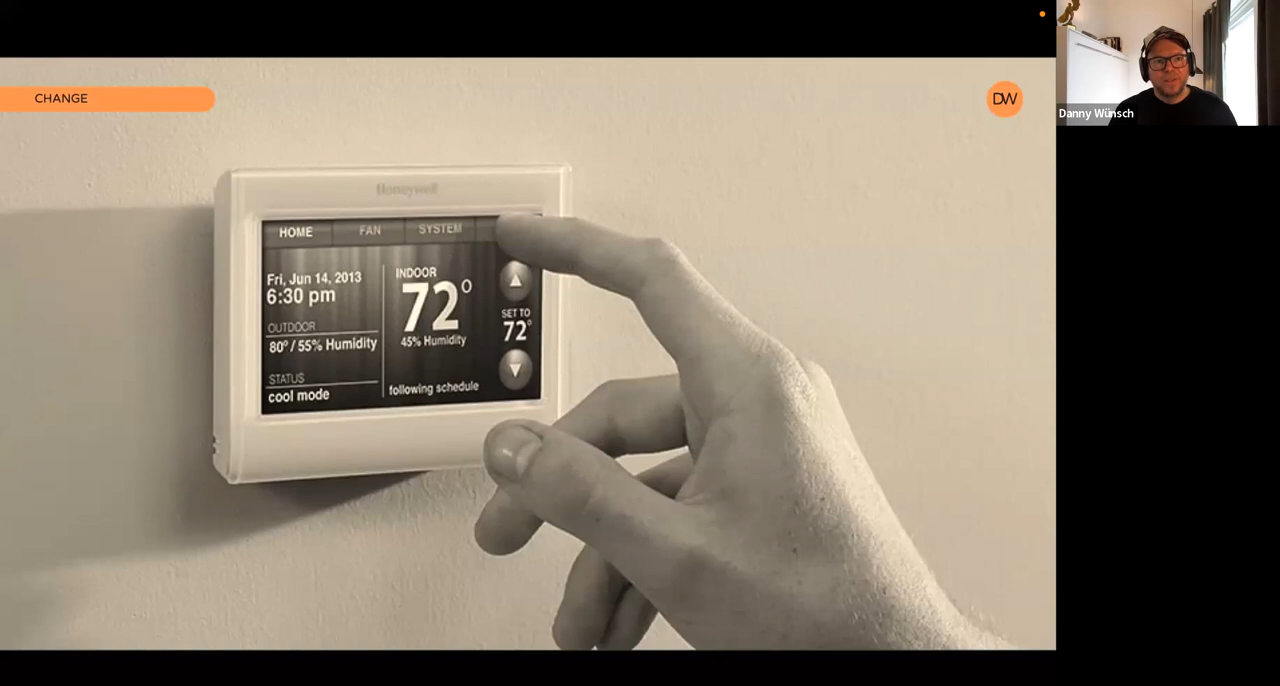 CHANGE
DW
Danny Wünsch
Honeywell
HOME FAN SYSTEM
Fri, Jun 14, 2013
6:30 pm
OUTDOOR
80° / 55% Humidity
STATUS
cool mode
INDOOR
72°
45% Humidity
following schedule
SET TO
72°